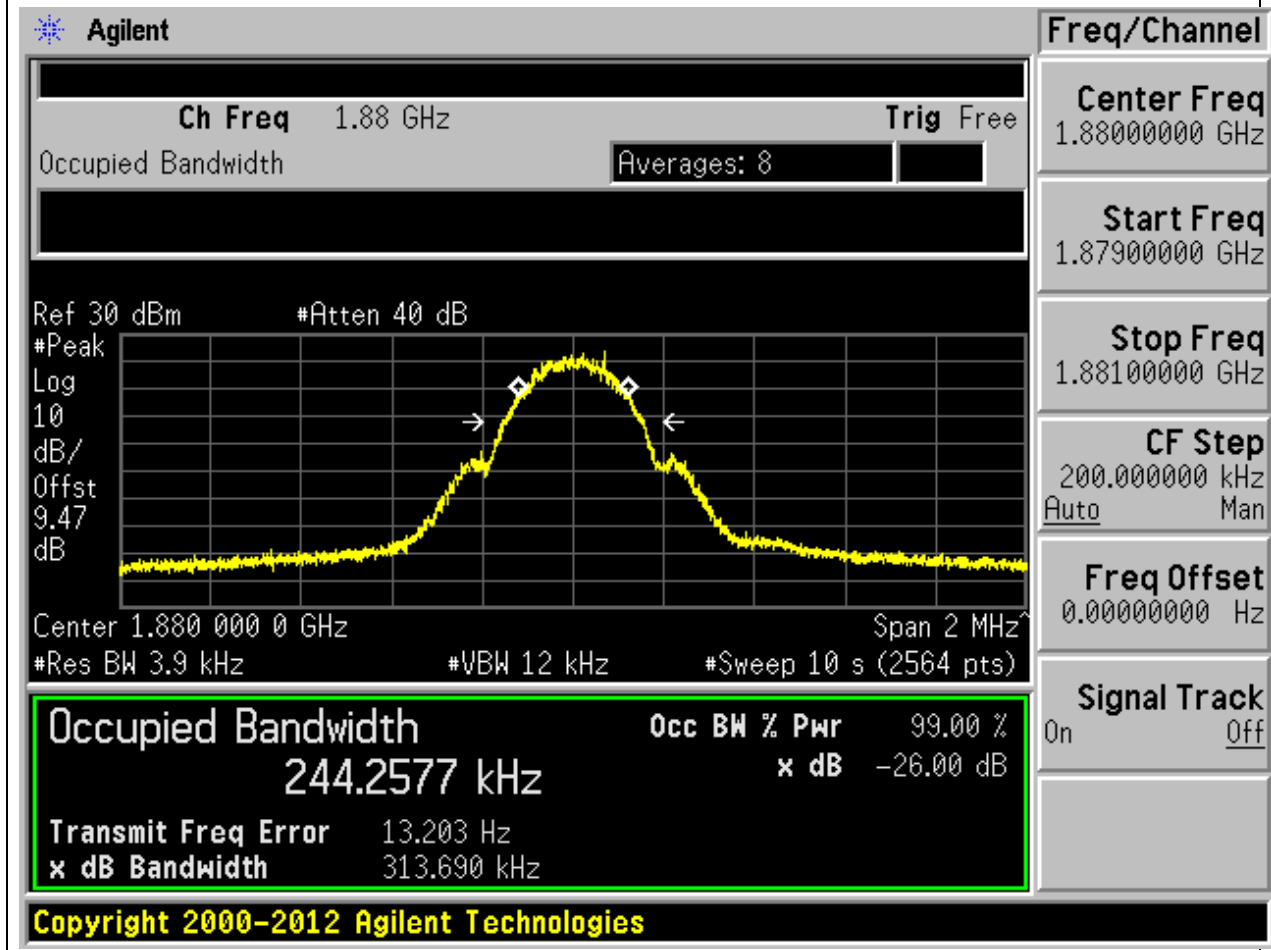 Agilent
Freq/Channel
Ch Freq 1.88 GHz Trig Free
Occupied Bandwidth Averages: 8
Ref 30 dBm #Atten 40 dB
#Peak
Log
10
dB/
Offst
9.47
dB
Center 1.880 000 0 GHz Span 2 MHz^
#Res BW 3.9 kHz #VBW 12 kHz #Sweep 10 s (2564 pts)
Occupied Bandwidth Occ BW % Pwr 99.00 %
244.2577 kHz x dB -26.00 dB
Transmit Freq Error 13.203 Hz
x dB Bandwidth 313.690 kHz
Copyright 2000-2012 Agilent Technologies
Center Freq
1.88000000 GHz
Start Freq
1.87900000 GHz
Stop Freq
1.88100000 GHz
CF Step
200.000000 kHz
Auto Man
Freq Offset
0.00000000 Hz
Signal Track
On Off